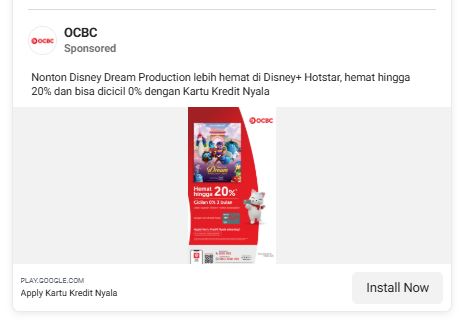 OCBC
OCBC
Sponsored
Nonton Disney Dream Production lebih hemat di Disney+ Hotstar, hemat hingga
20% dan bisa dicicil 0% dengan Kartu Kredit Nyala
OCBC
Dream
Hemat
hingga 20%*
Cicilan 0% 3 bulan
PLAY.GOOGLE.COM
Apply Kartu Kredit Nyala
Install Now